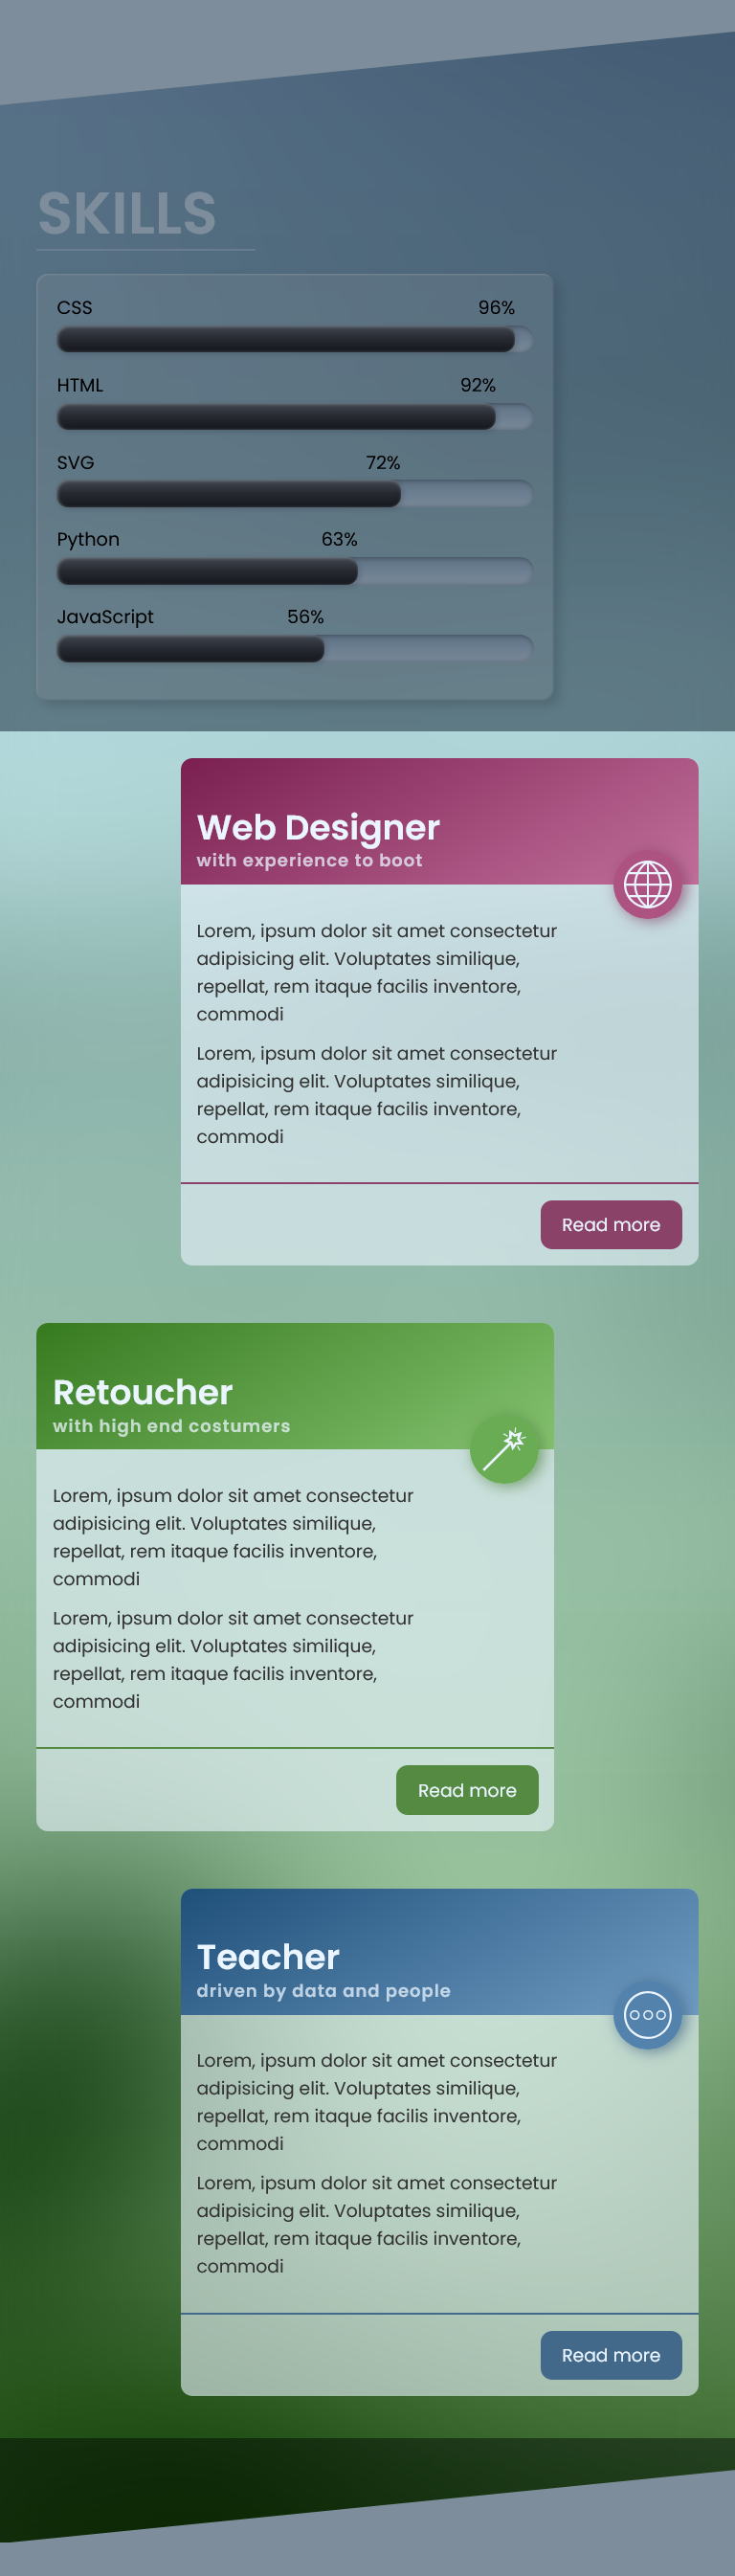 SKILLS
CSS 96%
HTML 92%
SVG 72%
Python 63%
JavaScript 56%
Web Designer
with experience to boot
Lorem, ipsum dolor sit amet consectetur
adipisicing elit. Voluptates similique,
repellat, rem itaque facilis inventore,
commodi
Lorem, ipsum dolor sit amet consectetur
adipisicing elit. Voluptates similique,
repellat, rem itaque facilis inventore,
commodi
Read more
Retoucher
with high end costumers
Lorem, ipsum dolor sit amet consectetur
adipisicing elit. Voluptates similique,
repellat, rem itaque facilis inventore,
commodi
Lorem, ipsum dolor sit amet consectetur
adipisicing elit. Voluptates similique,
repellat, rem itaque facilis inventore,
commodi
Read more
Teacher
driven by data and people
Lorem, ipsum dolor sit amet consectetur
adipisicing elit. Voluptates similique,
repellat, rem itaque facilis inventore,
commodi
Lorem, ipsum dolor sit amet consectetur
adipisicing elit. Voluptates similique,
repellat, rem itaque facilis inventore,
commodi
Read more